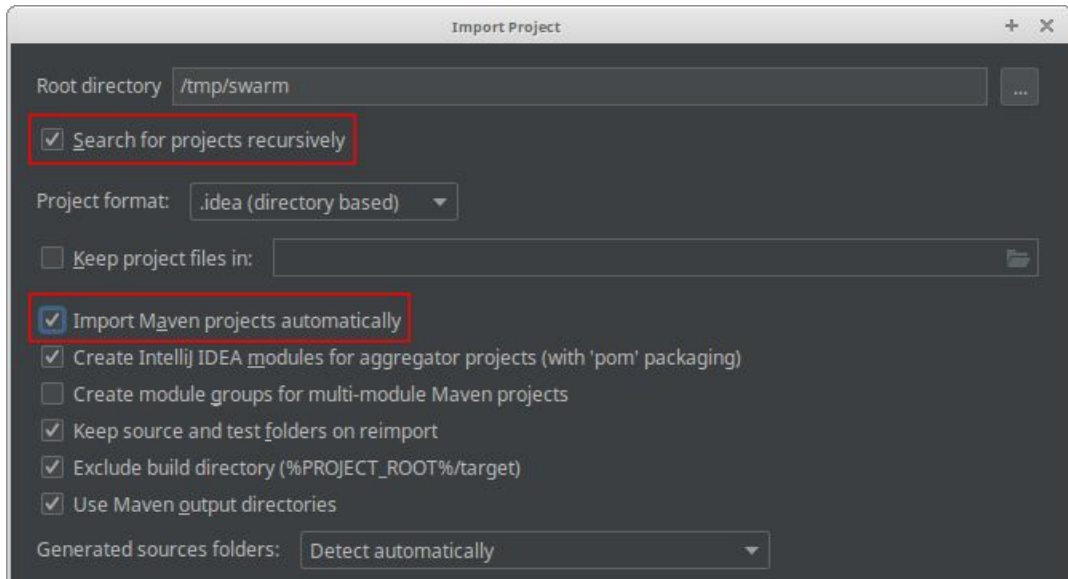 Import Project
Root directory /tmp/swarm ...
Search for projects recursively
Project format: .idea (directory based)
Keep project files in:
Import Maven projects automatically
Create IntelliJ IDEA modules for aggregator projects (with 'pom' packaging)
Create module groups for multi-module Maven projects
Keep source and test folders on reimport
Exclude build directory (%PROJECT_ROOT%/target)
Use Maven output directories
Generated sources folders: Detect automatically